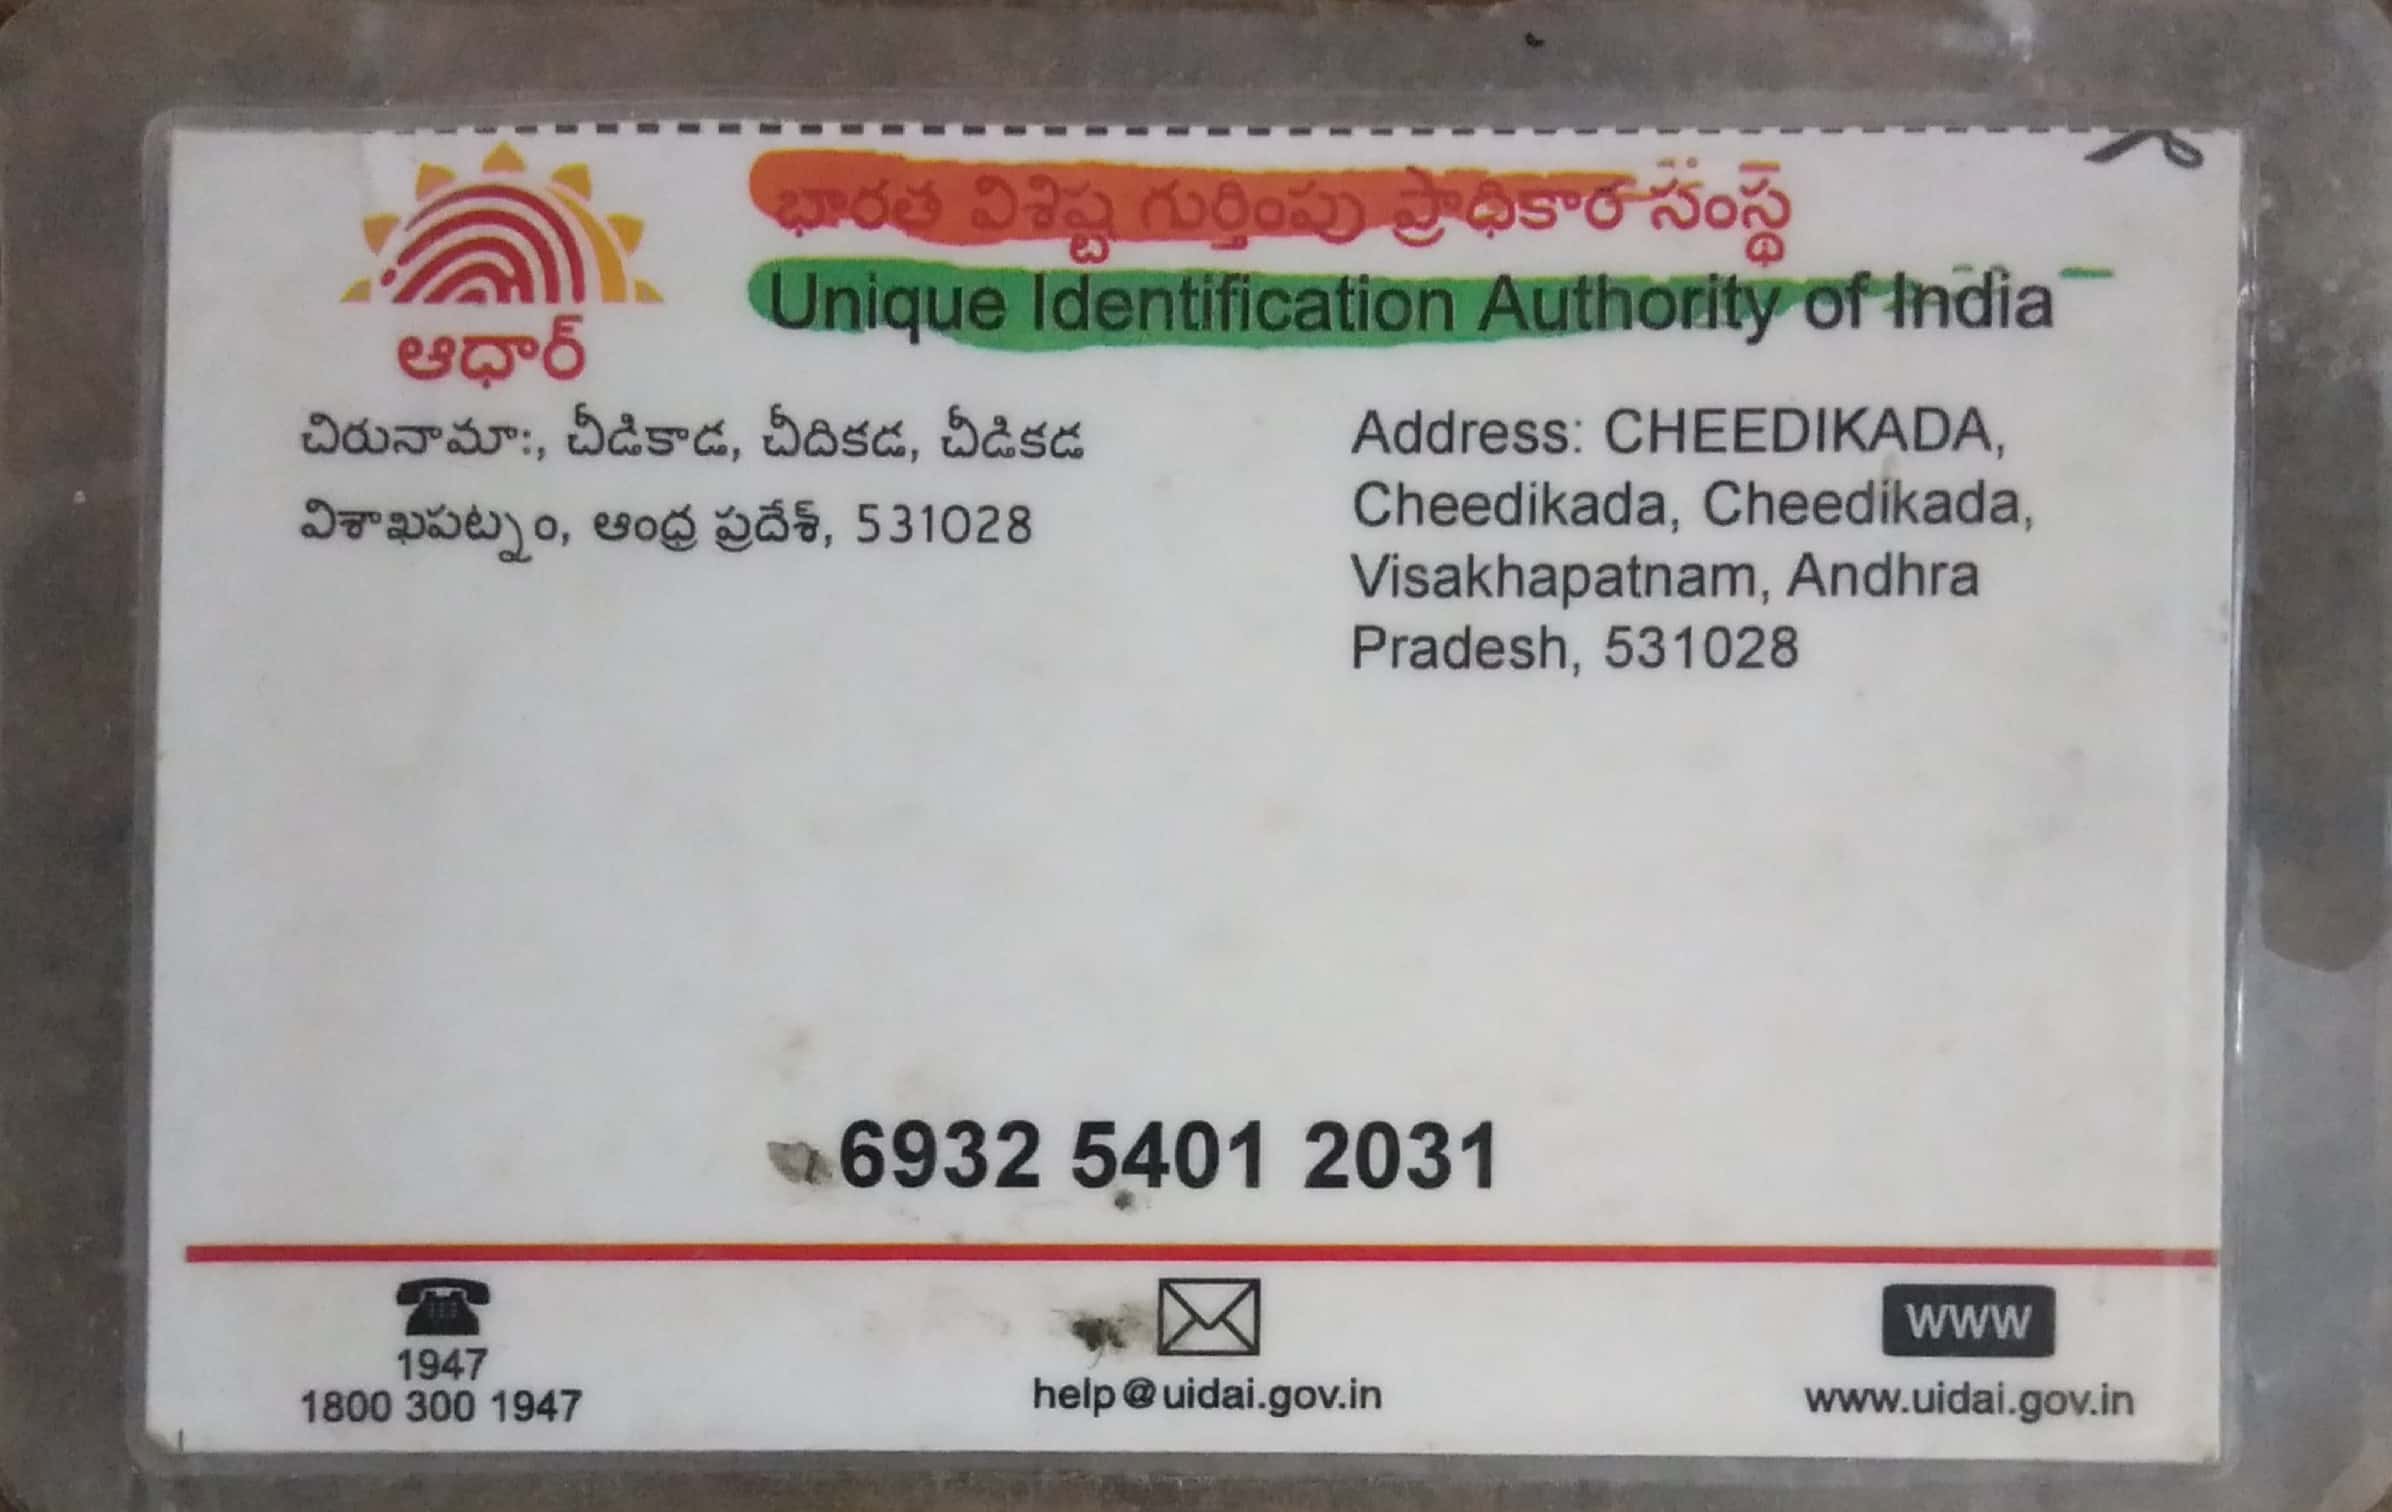 భారత విశిష్ట గుర్తింపు ప్రాధికార సంస్థ
Unique Identification Authority of India
ఆధార్
చిరునామా:, చీడికాడ, చీదికడ, చీడికడ
విశాఖపట్నం, ఆంధ్ర ప్రదేశ్, 531028
Address: CHEEDIKADA,
Cheedikada, Cheedikada,
Visakhapatnam, Andhra
Pradesh, 531028
6932 5401 2031
1947
1800 300 1947
help@uidai.gov.in
WWW
www.uidai.gov.in